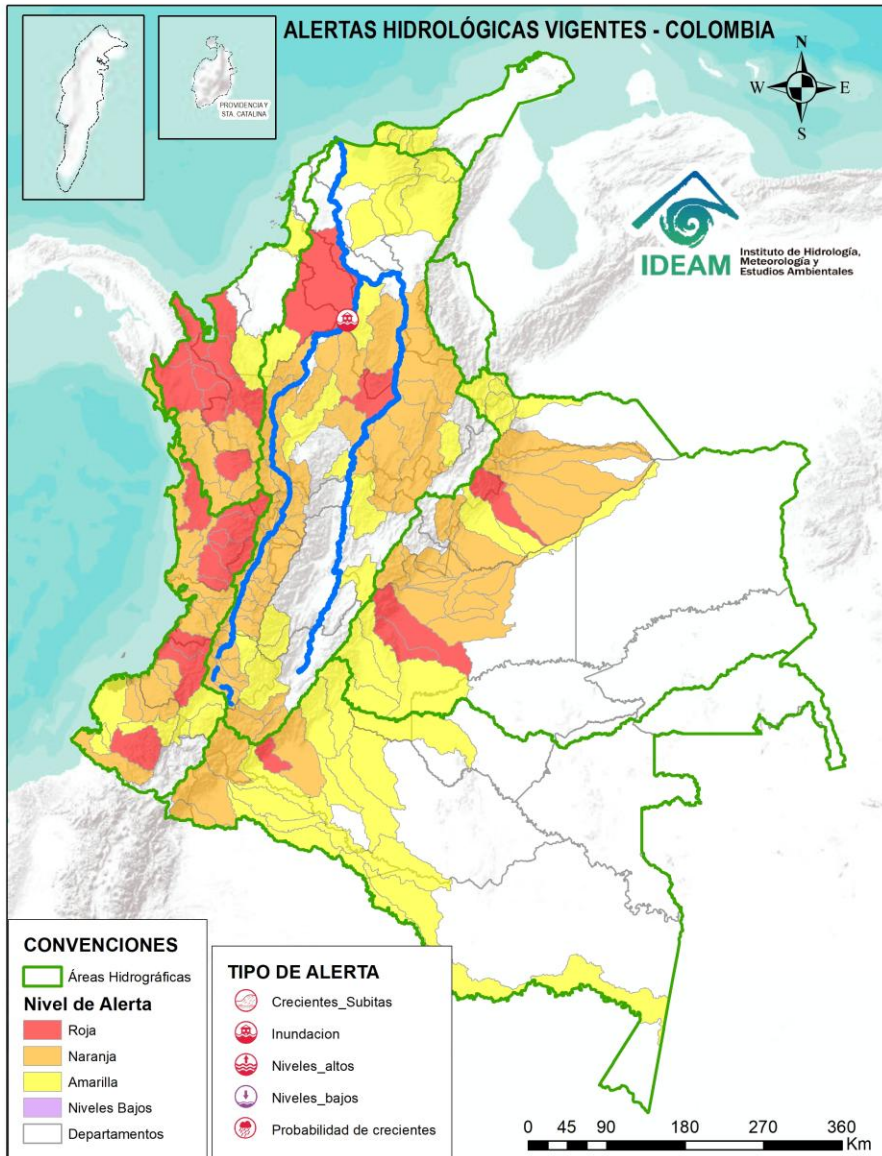 ALERTAS HIDROLÓGICAS VIGENTES - COLOMBIA
PROVIDENCIA Y
STA. CATALINA
N
W E
S
IDEAM
Instituto de Hidrología,
Meteorología y
Estudios Ambientales
CONVENCIONES
Áreas Hidrográficas
Nivel de Alerta
Roja
Naranja
Amarilla
Niveles Bajos
Departamentos
TIPO DE ALERTA
Crecientes_Subitas
Inundacion
Niveles_altos
Niveles_bajos
Probabilidad de crecientes
0 45 90 180 270 360
Km